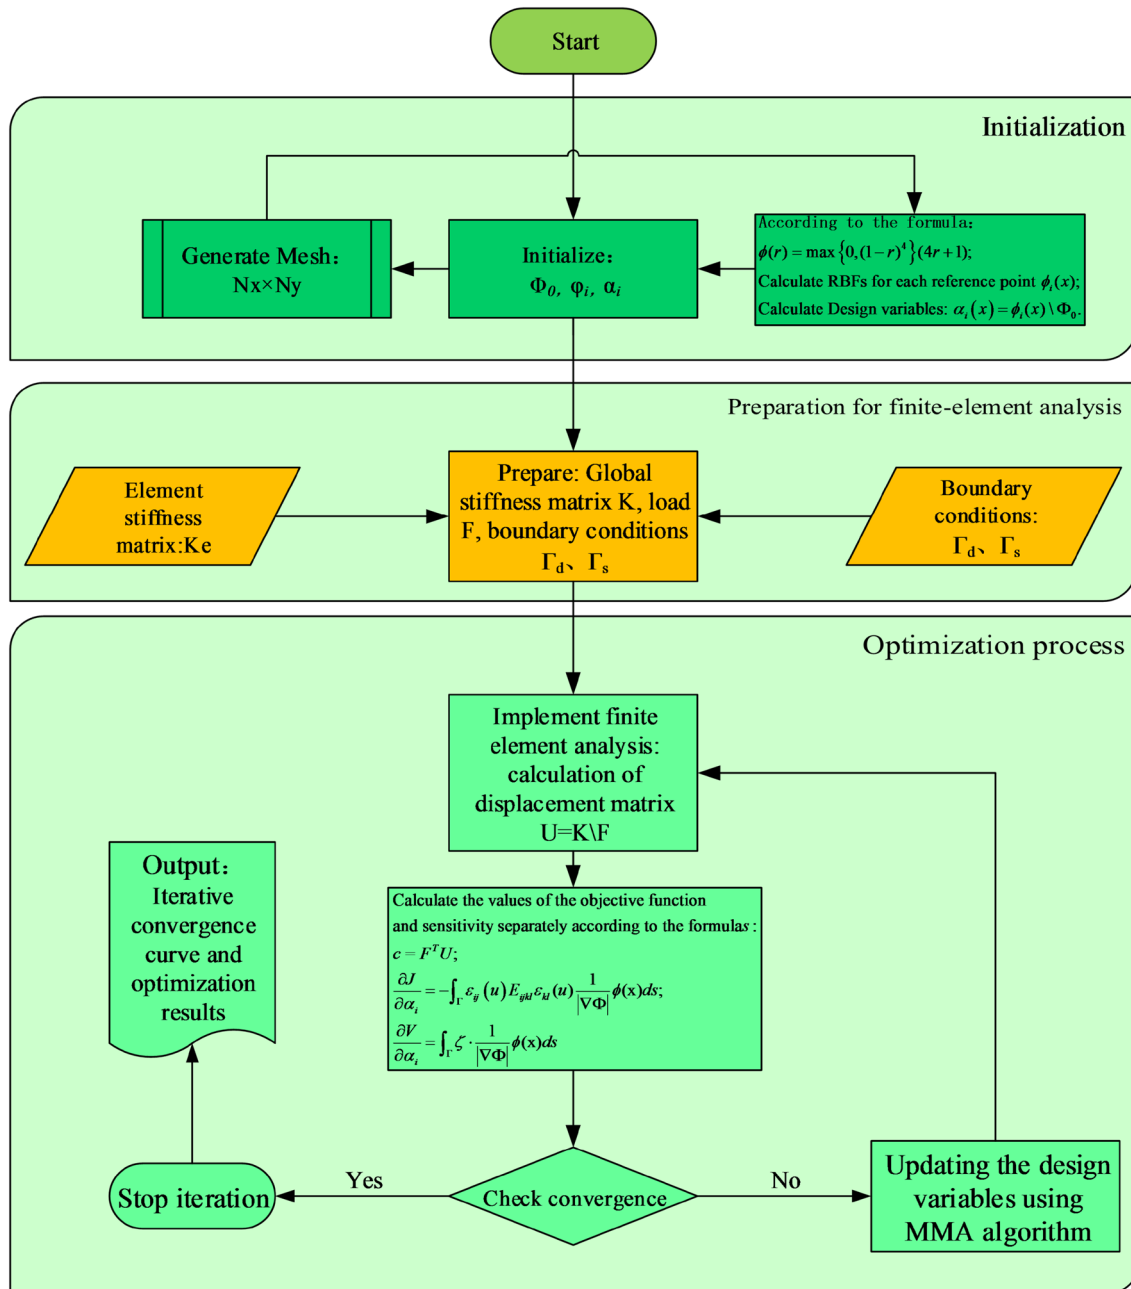 Start
Initialization
Generate Mesh:
Nx×Ny
Initialize:
Φ₀, φᵢ, αᵢ
According to the formula:
ϕ(r) = max{0,(1−r)⁴}(4r+1);
Calculate RBFs for each reference point ϕᵢ(x);
Calculate Design variables: αᵢ(x) = ϕᵢ(x) \ Φ₀.
Preparation for finite-element analysis
Element
stiffness
matrix:Ke
Prepare: Global
stiffness matrix K, load
F, boundary conditions
Γd、Γs
Boundary
conditions:
Γd、Γs
Optimization process
Implement finite
element analysis:
calculation of
displacement matrix
U=K\F
Calculate the values of the objective function
and sensitivity separately according to the formulas:
c = FᵀU;
∂J/∂αᵢ = −∫Γ εij(u)Eijklεkl(u) 1/|∇Φ| ϕ(x)ds;
∂V/∂αᵢ = ∫Γ ζ · 1/|∇Φ| ϕ(x)ds
Output:
Iterative
convergence
curve and
optimization
results
Stop iteration
Yes
Check convergence
No
Updating the design
variables using
MMA algorithm